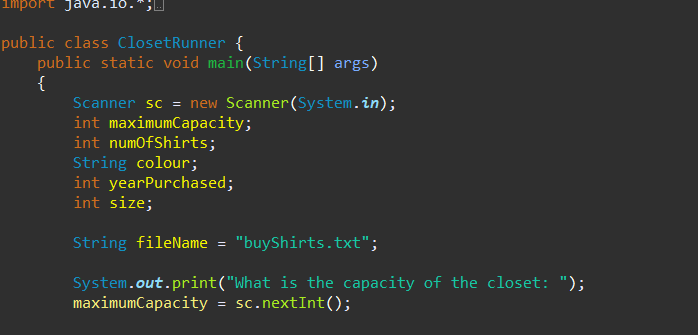 import java.io.*;
public class ClosetRunner {
public static void main(String[] args)
{
Scanner sc = new Scanner(System.in);
int maximumCapacity;
int numOfShirts;
String colour;
int yearPurchased;
int size;
String fileName = "buyShirts.txt";
System.out.print("What is the capacity of the closet: ");
maximumCapacity = sc.nextInt();